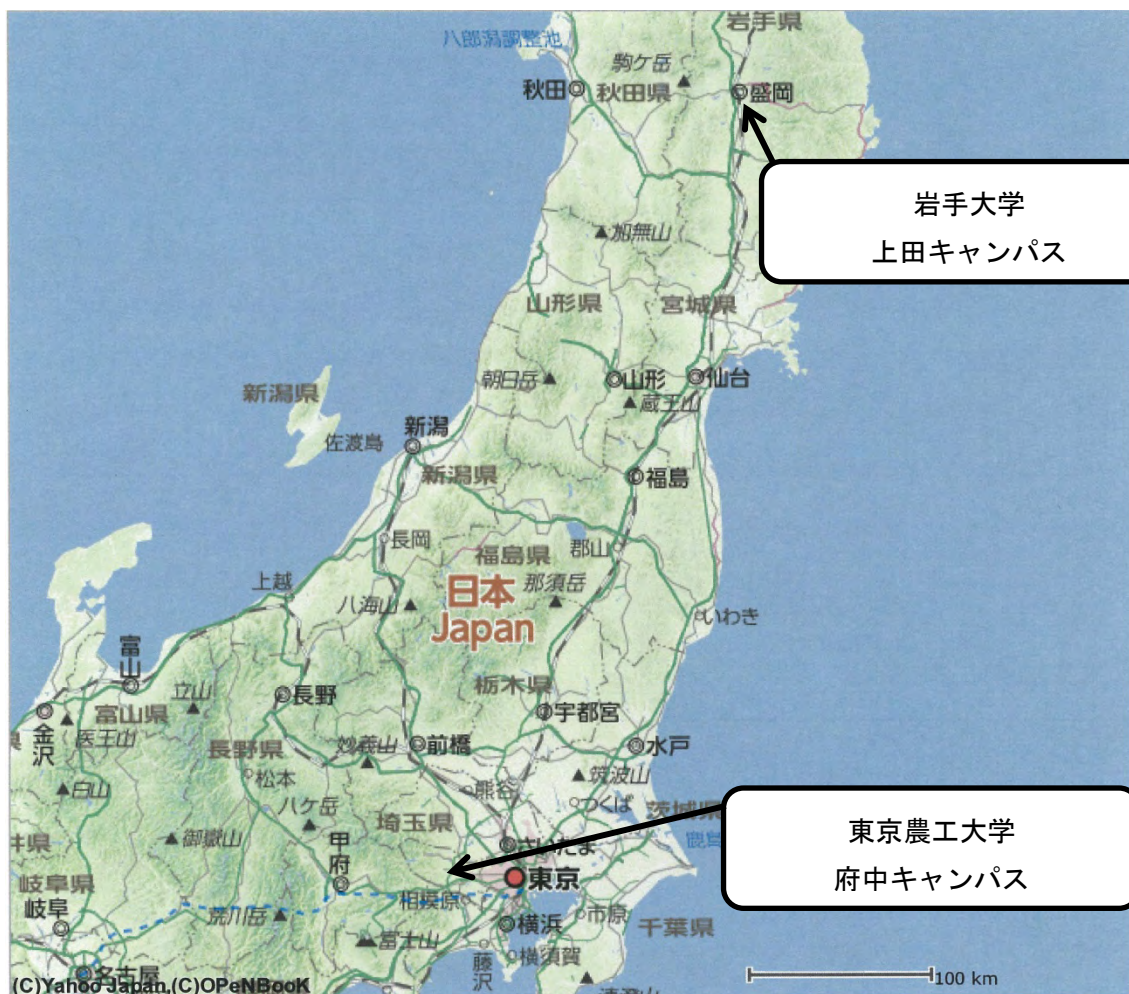 岩手県
八郎潟調整池
駒ケ岳
秋田
秋田県
盛岡
岩手大学
上田キャンパス
山形県
宮城県
朝日岳
山形
仙台
蔵王山
新潟県
佐渡島
新潟
新潟県
福島
長岡
福島県
郡山
上越
八海山
日本
Japan
那須岳
いわき
富山
立山
長野
栃木県
宇都宮
金沢
富山県
医王山
長野県
妙義山
前橋
水戸
松本
熊谷
筑波山
白山
八ケ岳
つくば
茨城県
埼玉県
御嶽山
さいたま
東京農工大学
府中キャンパス
井県
甲府
東京
岐阜県
相模原
岐阜
荒川岳
横浜
市原
千葉県
富士山
藤沢
横須賀
名古屋
100 km
(C)Yahoo Japan,(C)OPeNBooK